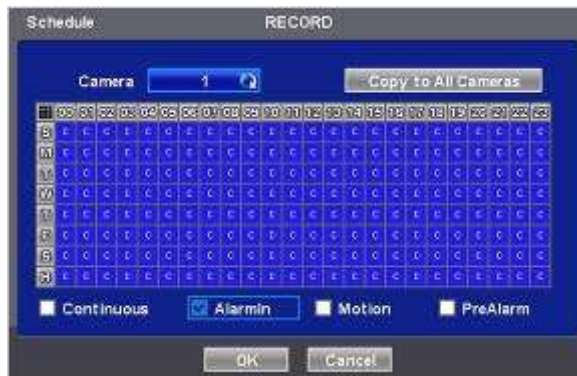 Schedule RECORD
Camera 1 Copy to All Cameras
00 01 02 03 04 05 06 07 08 09 10 11 12 13 14 15 16 17 18 19 20 21 22 23
S C C C C C C C C C C C C C C C C C C C C C C C C
M C C C C C C C C C C C C C C C C C C C C C C C C
T C C C C C C C C C C C C C C C C C C C C C C C C
W C C C C C C C C C C C C C C C C C C C C C C C C
T C C C C C C C C C C C C C C C C C C C C C C C C
F C C C C C C C C C C C C C C C C C C C C C C C C
S C C C C C C C C C C C C C C C C C C C C C C C C
H C C C C C C C C C C C C C C C C C C C C C C C C
Continuous AlarmIn Motion PreAlarm
OK Cancel